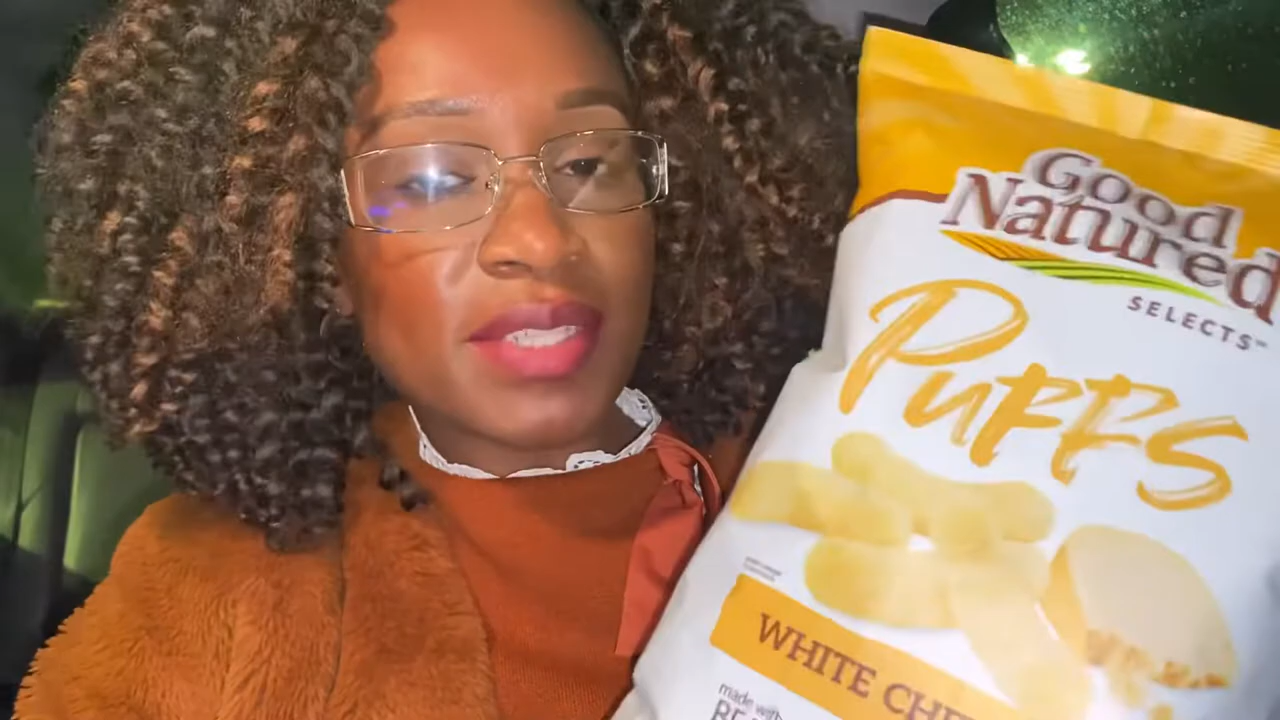 Good
Natured
SELECTS™
Puffs
WHITE CHE
made with